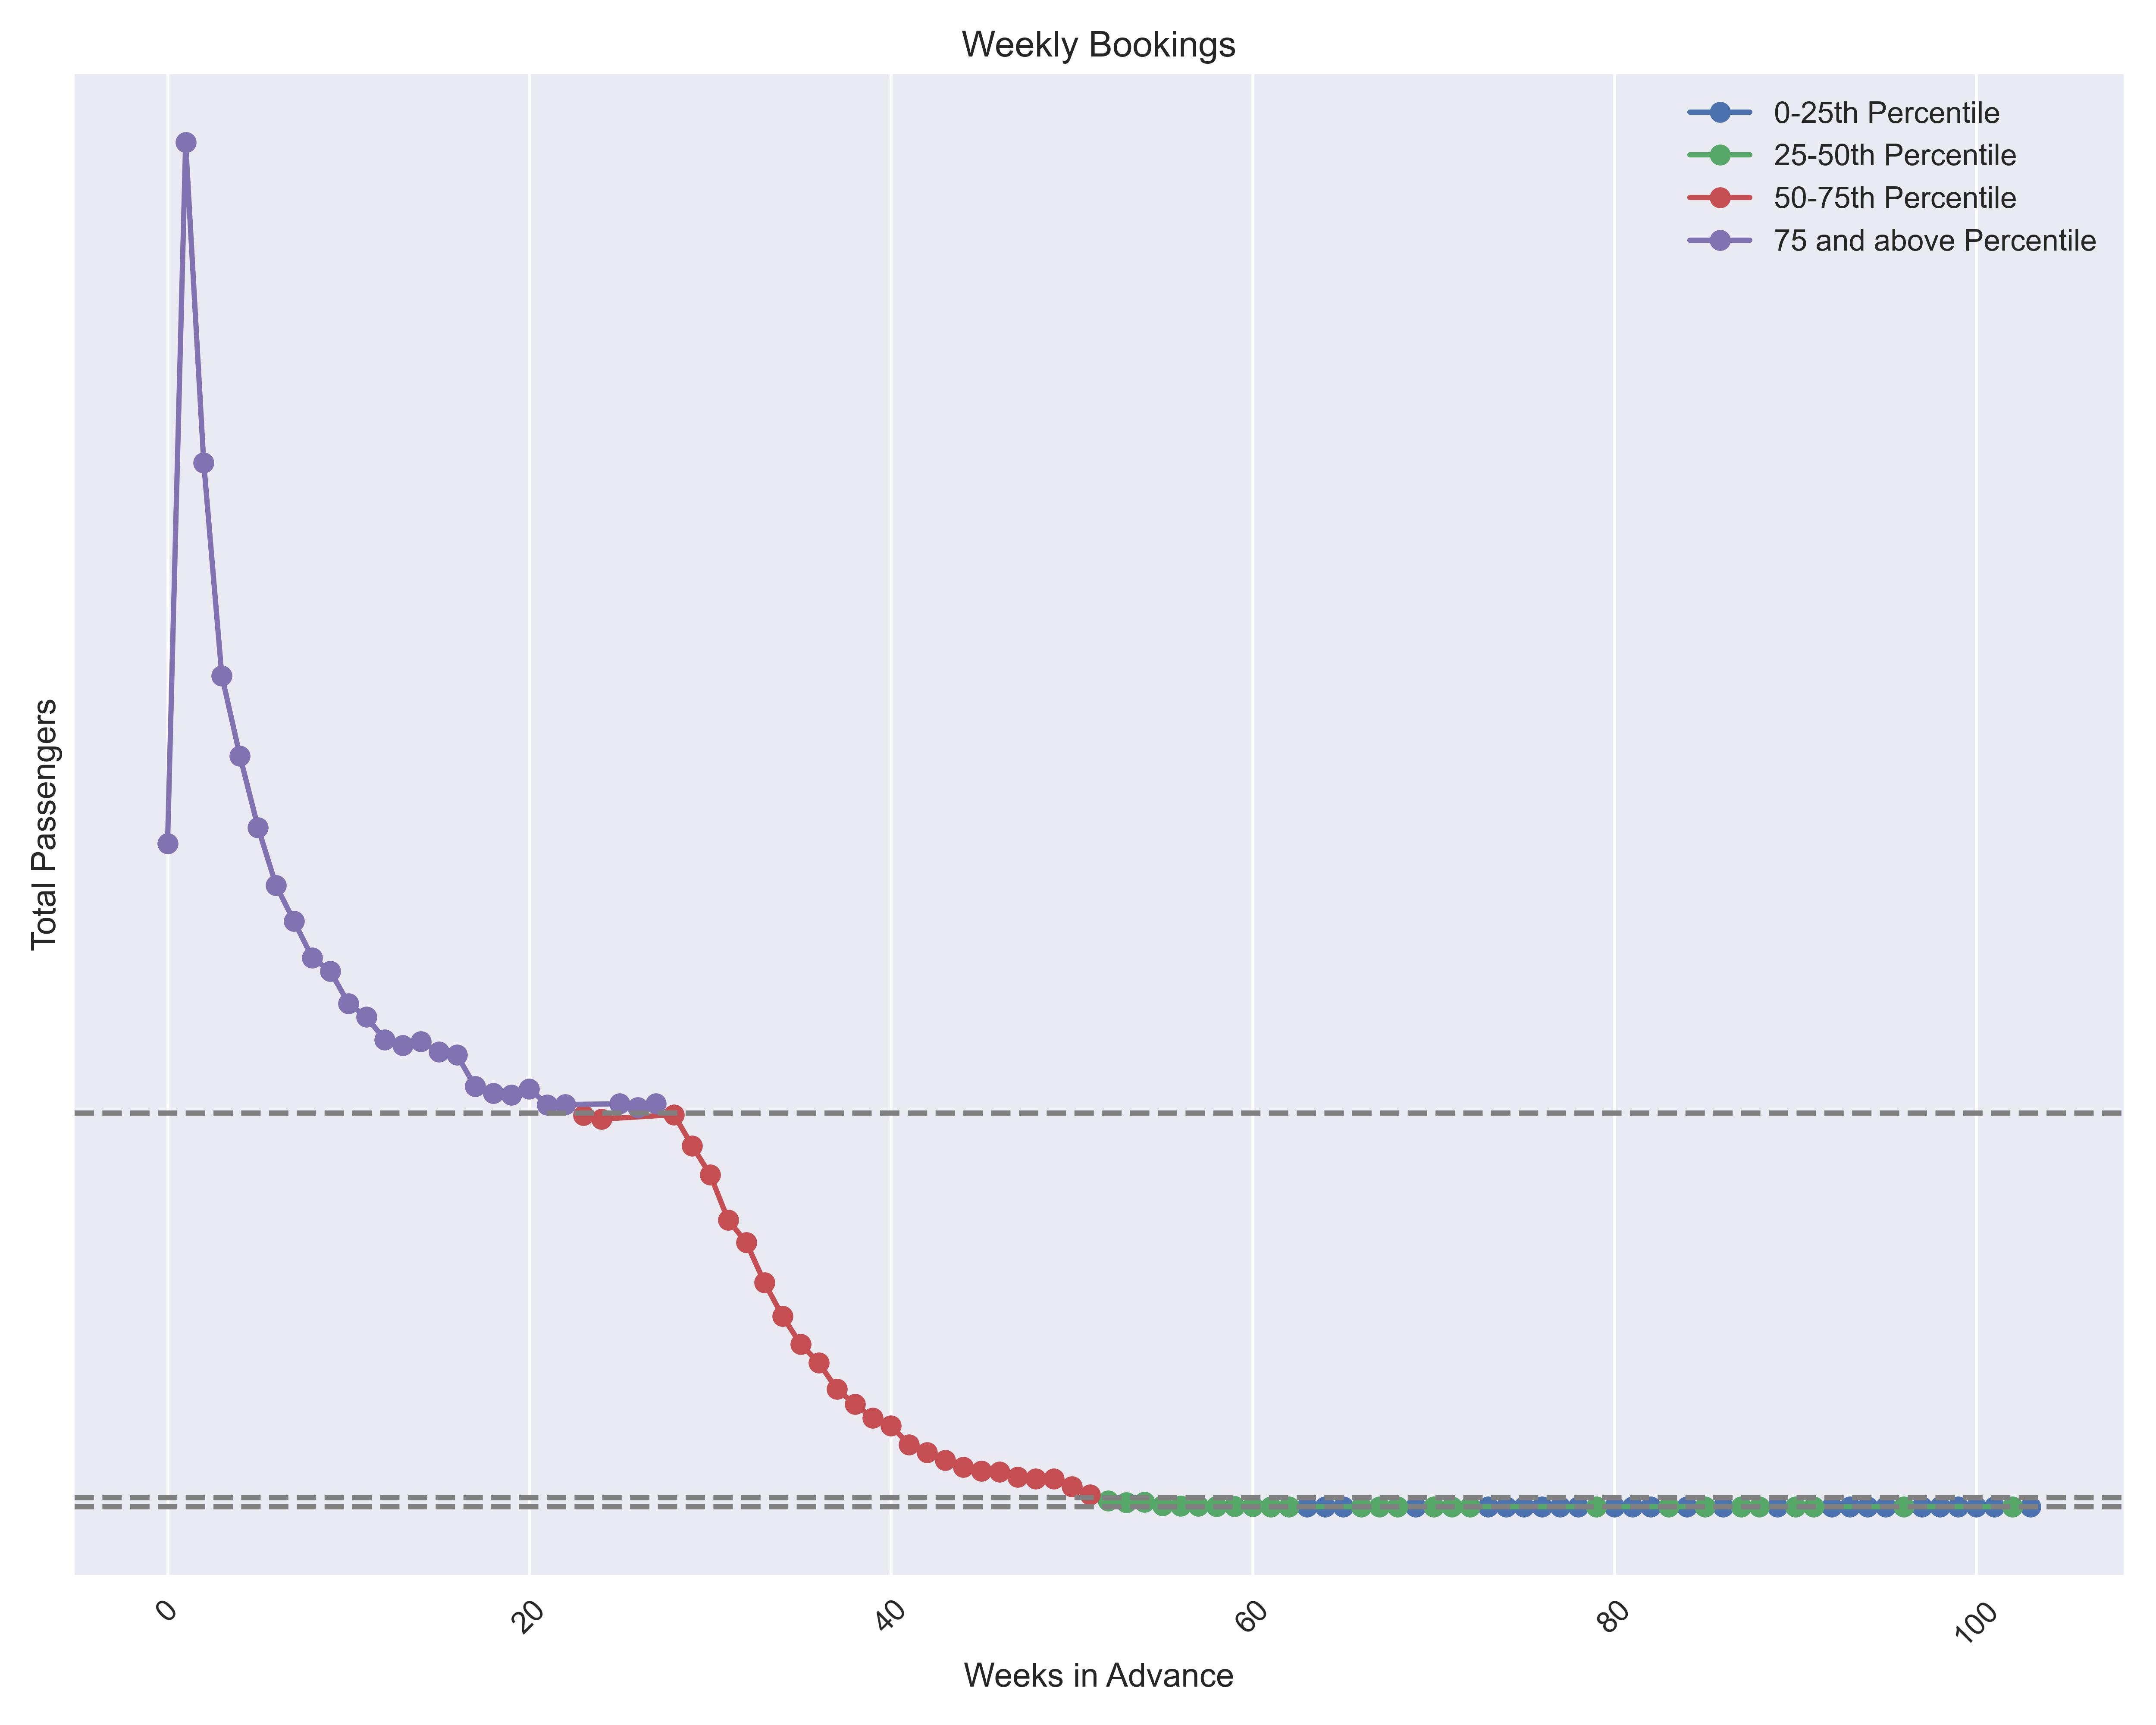 Weekly Bookings
0-25th Percentile
25-50th Percentile
50-75th Percentile
75 and above Percentile
Total Passengers
0
20
40
60
80
100
Weeks in Advance